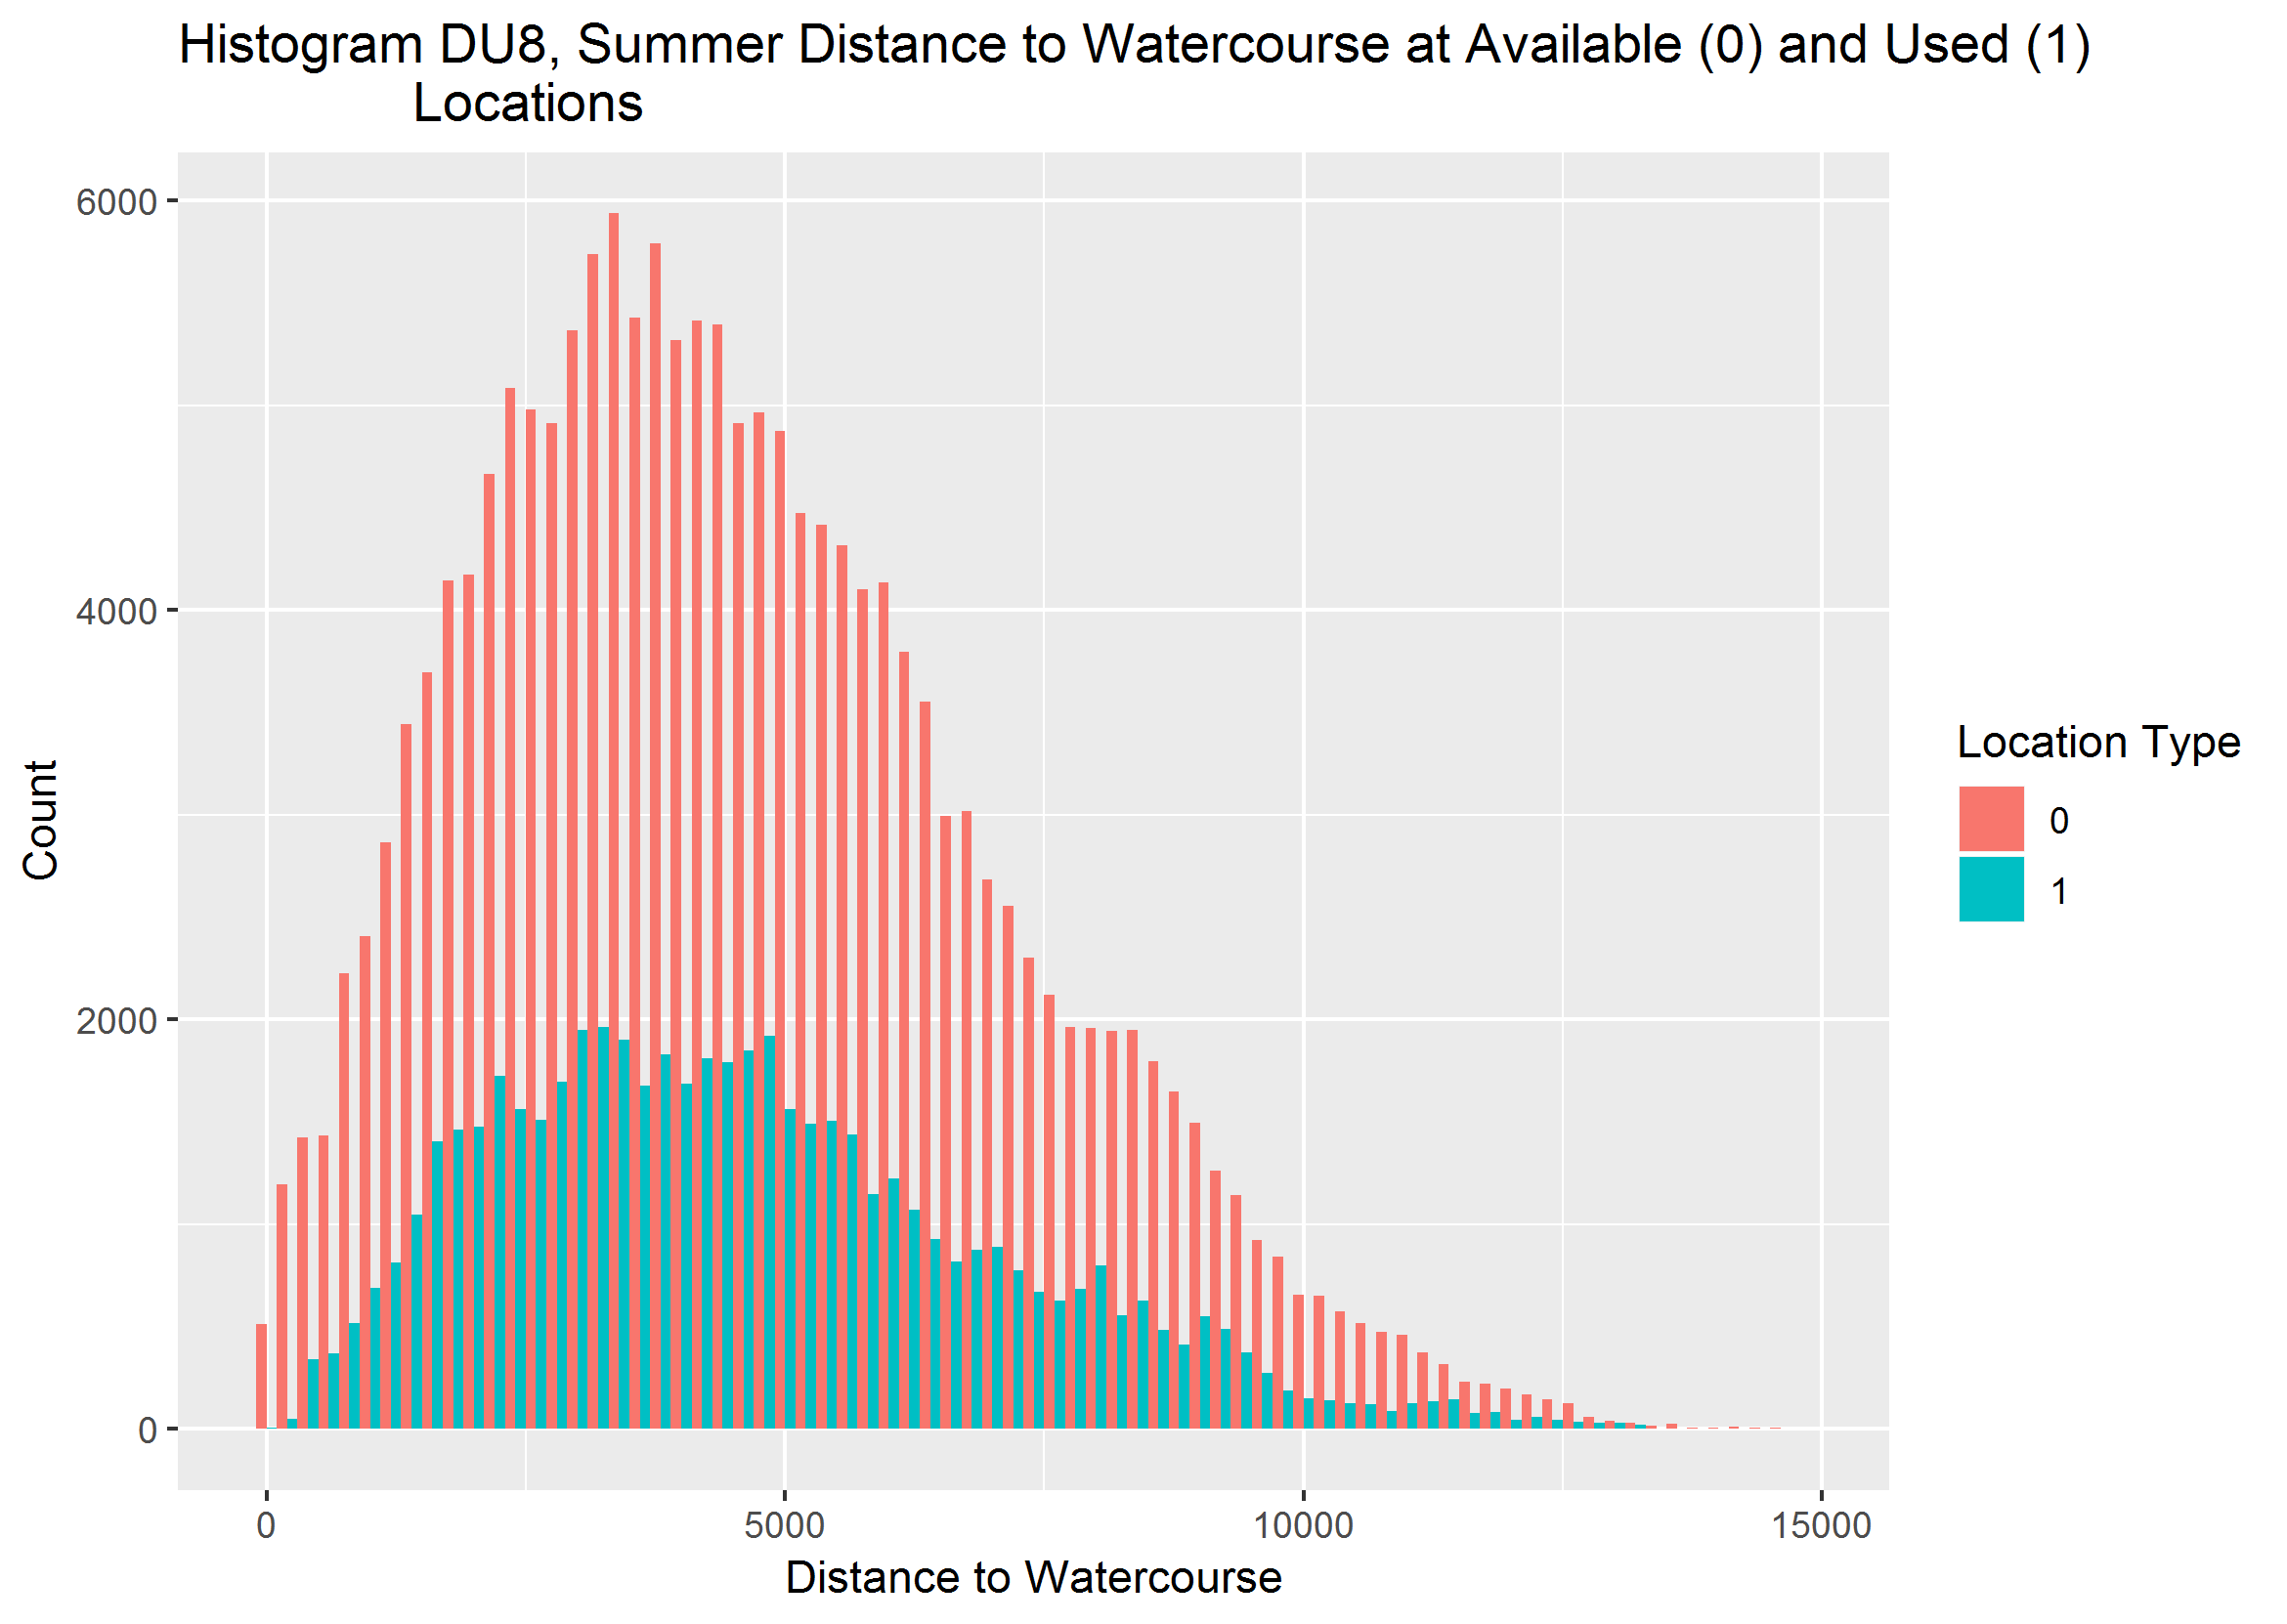 Histogram DU8, Summer Distance to Watercourse at Available (0) and Used (1)
Locations
6000
4000
2000
0
Count
0
5000
10000
15000
Distance to Watercourse
Location Type
0
1